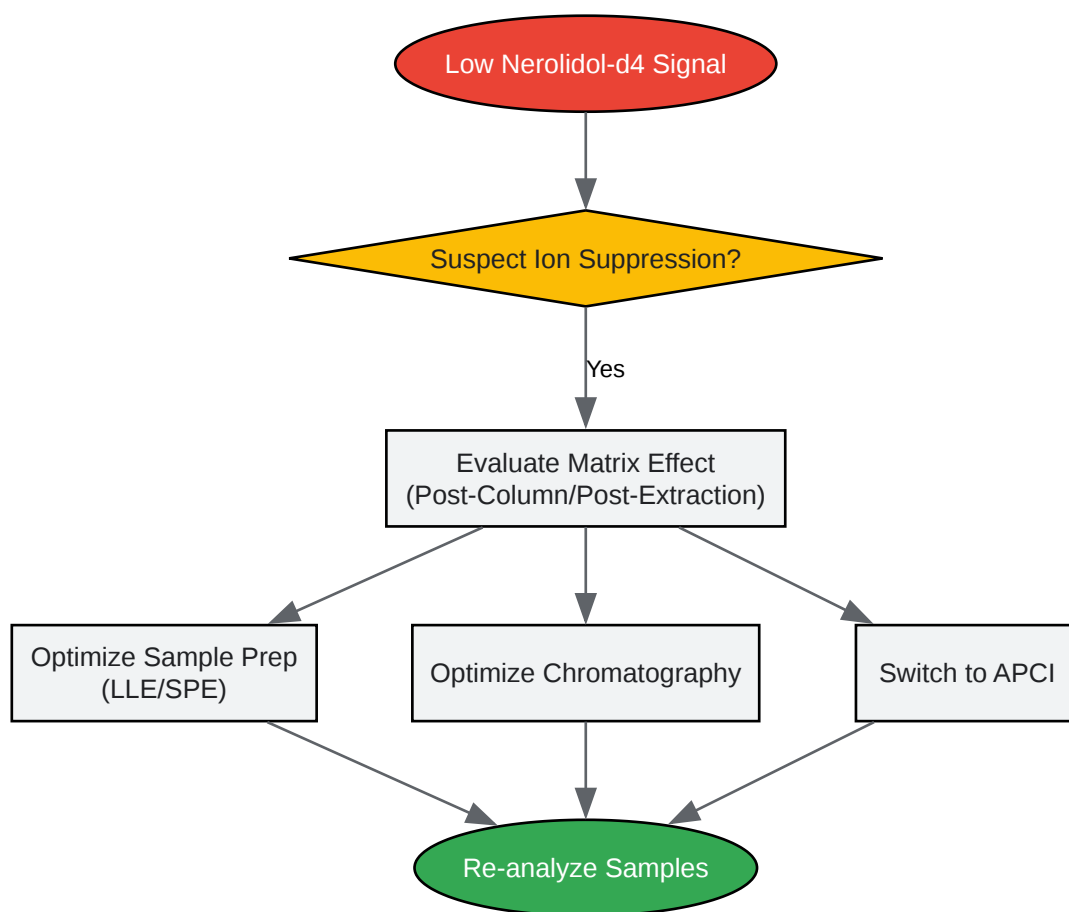 Low Nerolidol-d4 Signal
Suspect Ion Suppression?
Yes
Evaluate Matrix Effect
(Post-Column/Post-Extraction)
Optimize Sample Prep
(LLE/SPE)
Optimize Chromatography
Switch to APCI
Re-analyze Samples